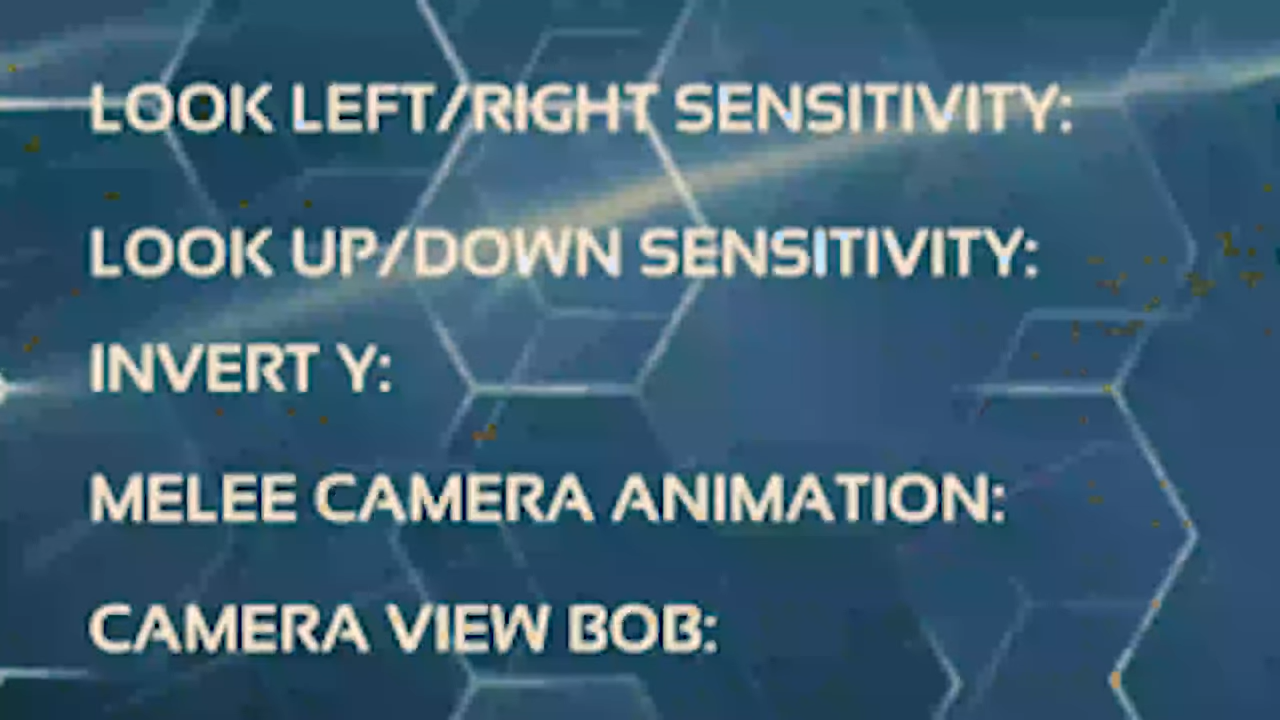 LOOK LEFT/RIGHT SENSITIVITY:
LOOK UP/DOWN SENSITIVITY:
INVERT Y:
MELEE CAMERA ANIMATION:
CAMERA VIEW BOB: